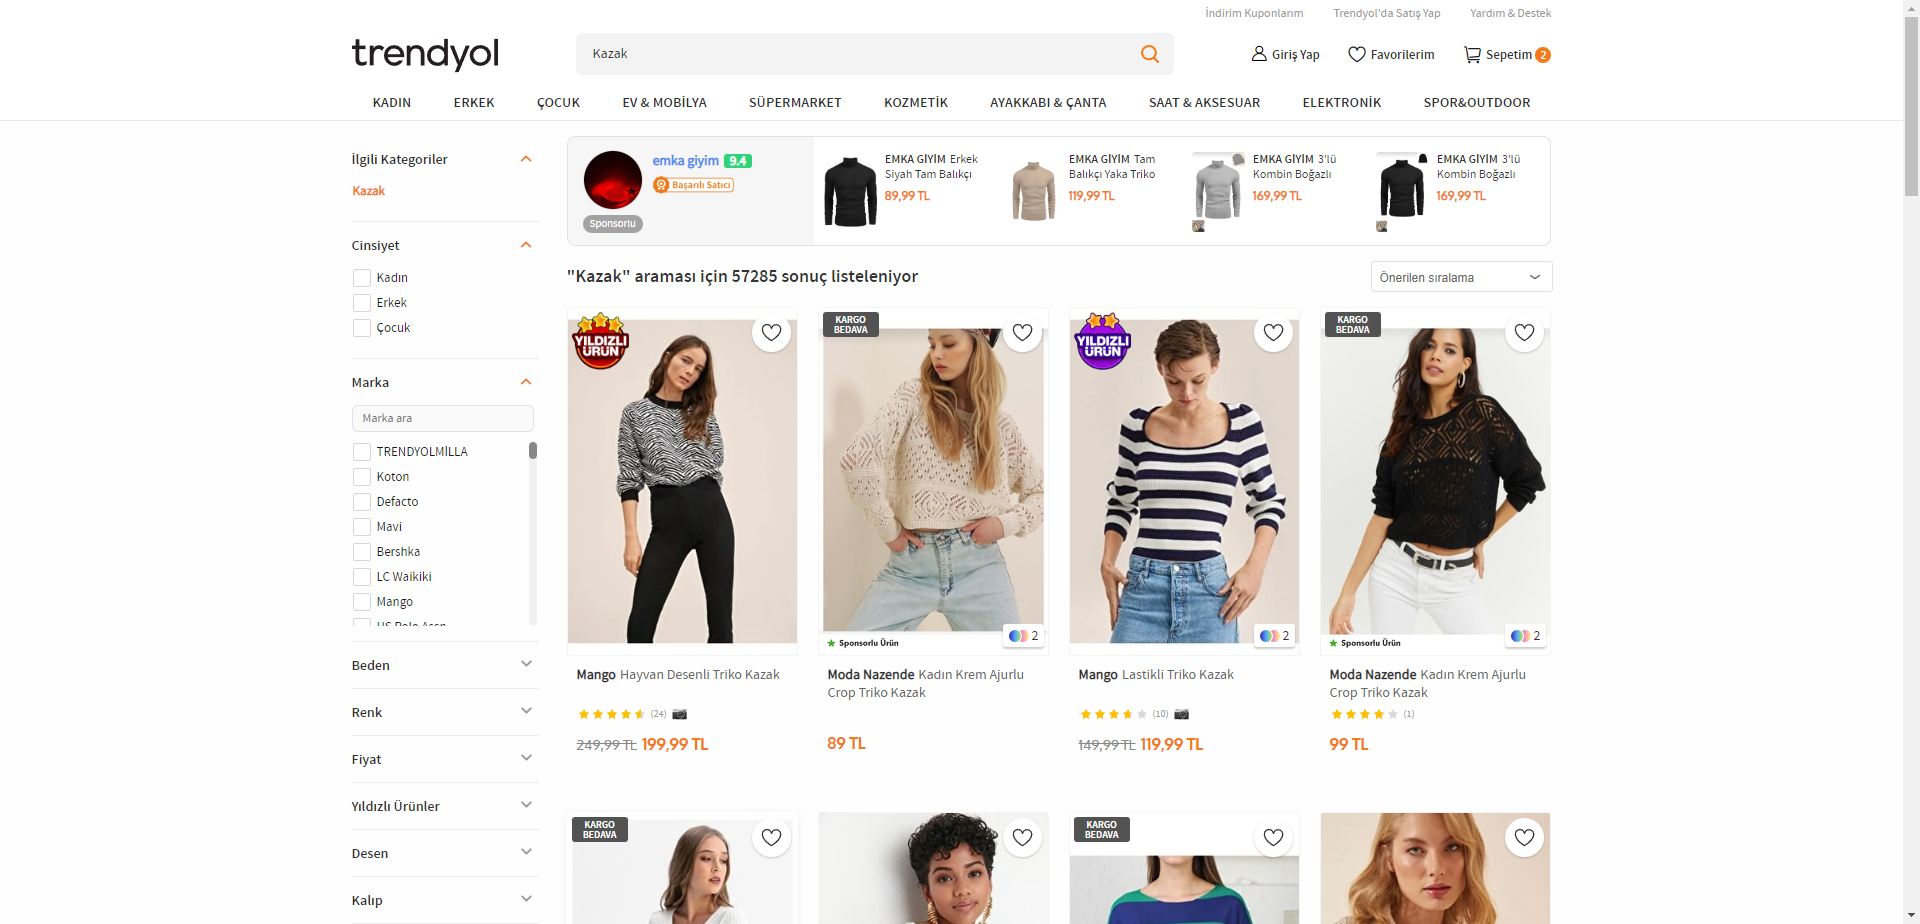 İndirim Kuponlarım Trendyol'da Satış Yap Yardım & Destek
trendyol
Kazak
Giriş Yap
Favorilerim
Sepetim 2
KADIN ERKEK ÇOCUK EV & MOBİLYA SÜPERMARKET KOZMETİK AYAKKABI & ÇANTA SAAT & AKSESUAR ELEKTRONİK SPOR&OUTDOOR
İlgili Kategoriler
Kazak
Cinsiyet
Kadın
Erkek
Çocuk
Marka
Marka ara
TRENDYOLMİLLA
Koton
Defacto
Mavi
Bershka
LC Waikiki
Mango
US Polo Assn
Beden
Renk
Fiyat
Yıldızlı Ürünler
Desen
Kalıp
emka giyim 9.4
Başarılı Satıcı
Sponsorlu
EMKA GİYİM Erkek
Siyah Tam Balıkçı
89,99 TL
EMKA GİYİM Tam
Balıkçı Yaka Triko
119,99 TL
EMKA GİYİM 3'lü
Kombin Boğazlı
169,99 TL
EMKA GİYİM 3'lü
Kombin Boğazlı
169,99 TL
"Kazak" araması için 57285 sonuç listeleniyor
Önerilen sıralama
YILDIZLI
ÜRÜN
Mango Hayvan Desenli Triko Kazak
(24)
249,99 TL 199,99 TL
KARGO
BEDAVA
Sponsorlu Ürün
2
Moda Nazende Kadın Krem Ajurlu
Crop Triko Kazak
89 TL
YILDIZLI
ÜRÜN
2
Mango Lastikli Triko Kazak
(10)
149,99 TL 119,99 TL
KARGO
BEDAVA
Sponsorlu Ürün
2
Moda Nazende Kadın Krem Ajurlu
Crop Triko Kazak
(1)
99 TL
KARGO
BEDAVA
KARGO
BEDAVA